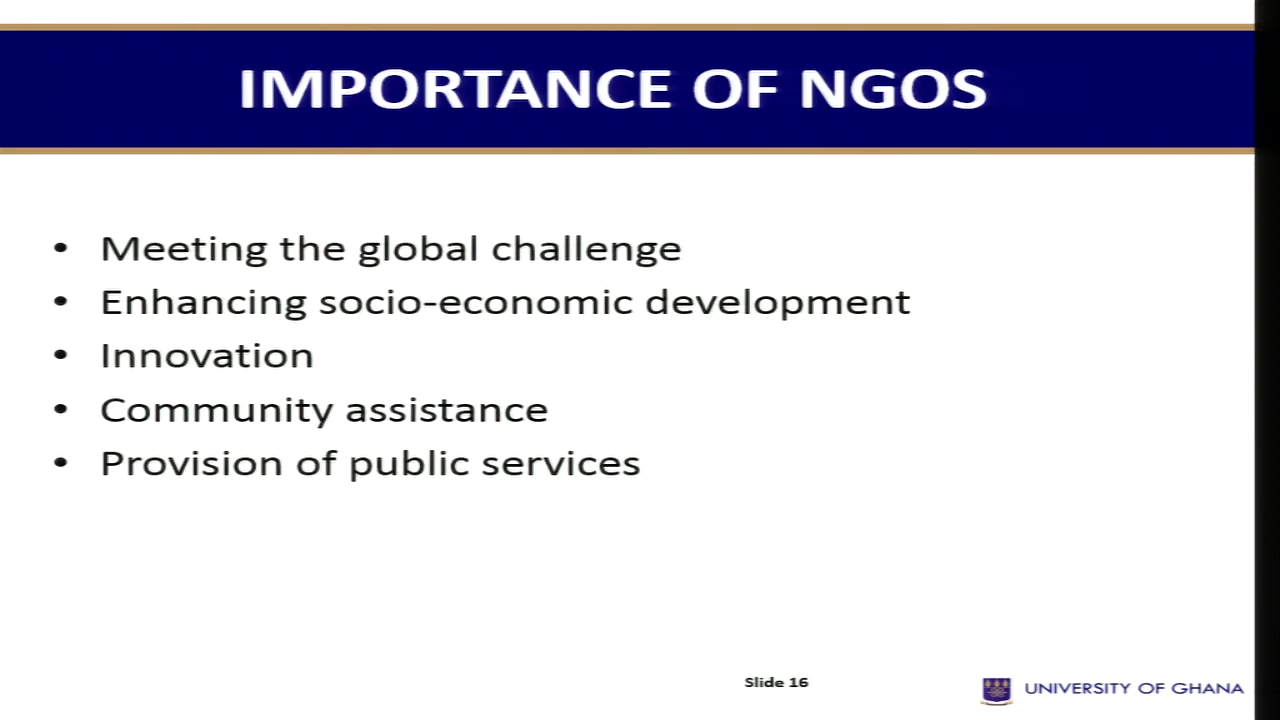 IMPORTANCE OF NGOS
• Meeting the global challenge
• Enhancing socio-economic development
• Innovation
• Community assistance
• Provision of public services
Slide 16
UNIVERSITY OF GHANA